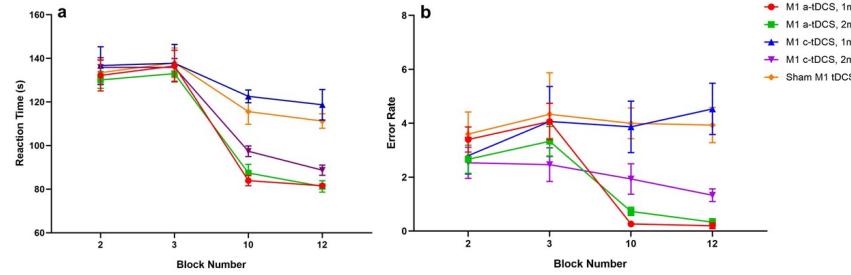 a
160
140
120
100
80
60
Reaction Time (s)
2 3 10 12
Block Number
b
8
6
4
2
0
Error Rate
2 3 10 12
Block Number
M1 a-tDCS, 1m
M1 a-tDCS, 2m
M1 c-tDCS, 1m
M1 c-tDCS, 2m
Sham M1 tDCS